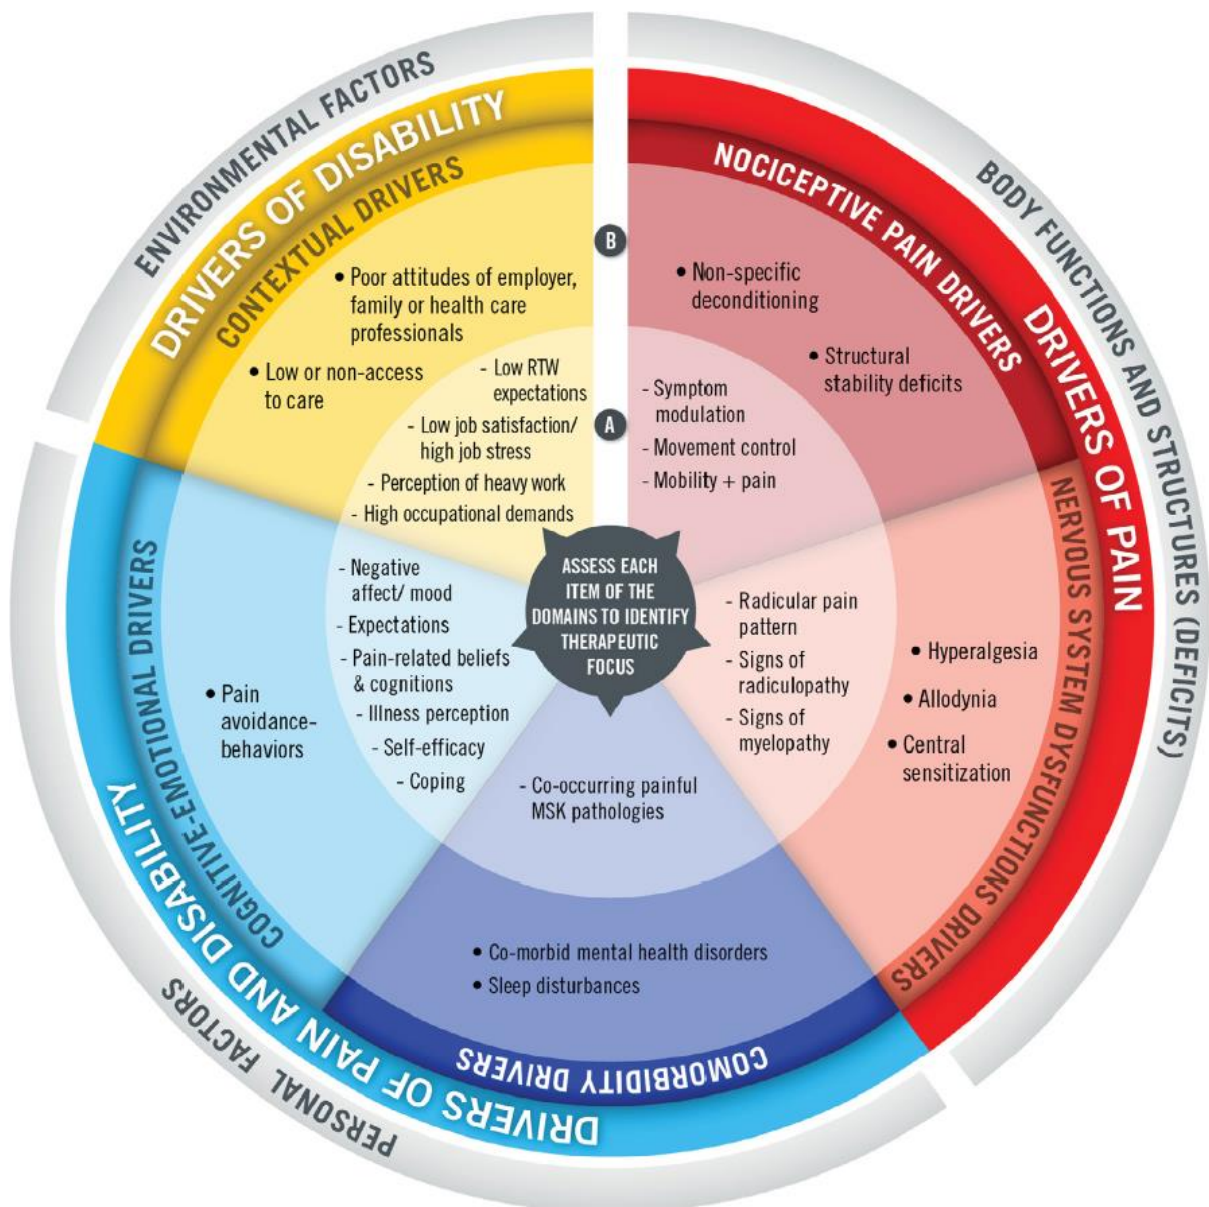 ENVIRONMENTAL FACTORS
DRIVERS OF DISABILITY
CONTEXTUAL DRIVERS
• Poor attitudes of employer,
family or health care
professionals
• Low or non-access
to care
- Low RTW
expectations
- Low job satisfaction/
high job stress
- Perception of heavy work
- High occupational demands
B
A
BODY FUNCTIONS AND STRUCTURES (DEFICITS)
DRIVERS OF PAIN
NOCICEPTIVE PAIN DRIVERS
• Non-specific
deconditioning
• Structural
stability deficits
- Symptom
modulation
- Movement control
- Mobility + pain
NERVOUS SYSTEM DYSFUNCTIONS DRIVERS
- Radicular pain
pattern
- Signs of
radiculopathy
- Signs of
myelopathy
• Hyperalgesia
• Allodynia
• Central
sensitization
ASSESS EACH
ITEM OF THE
DOMAINS TO IDENTIFY
THERAPEUTIC
FOCUS
PERSONAL FACTORS
DRIVERS OF PAIN AND DISABILITY
COGNITIVE-EMOTIONAL DRIVERS
- Negative
affect/ mood
- Expectations
- Pain-related beliefs
& cognitions
- Illness perception
- Self-efficacy
- Coping
• Pain
avoidance-
behaviors
- Co-occurring painful
MSK pathologies
• Co-morbid mental health disorders
• Sleep disturbances
COMORBIDITY DRIVERS